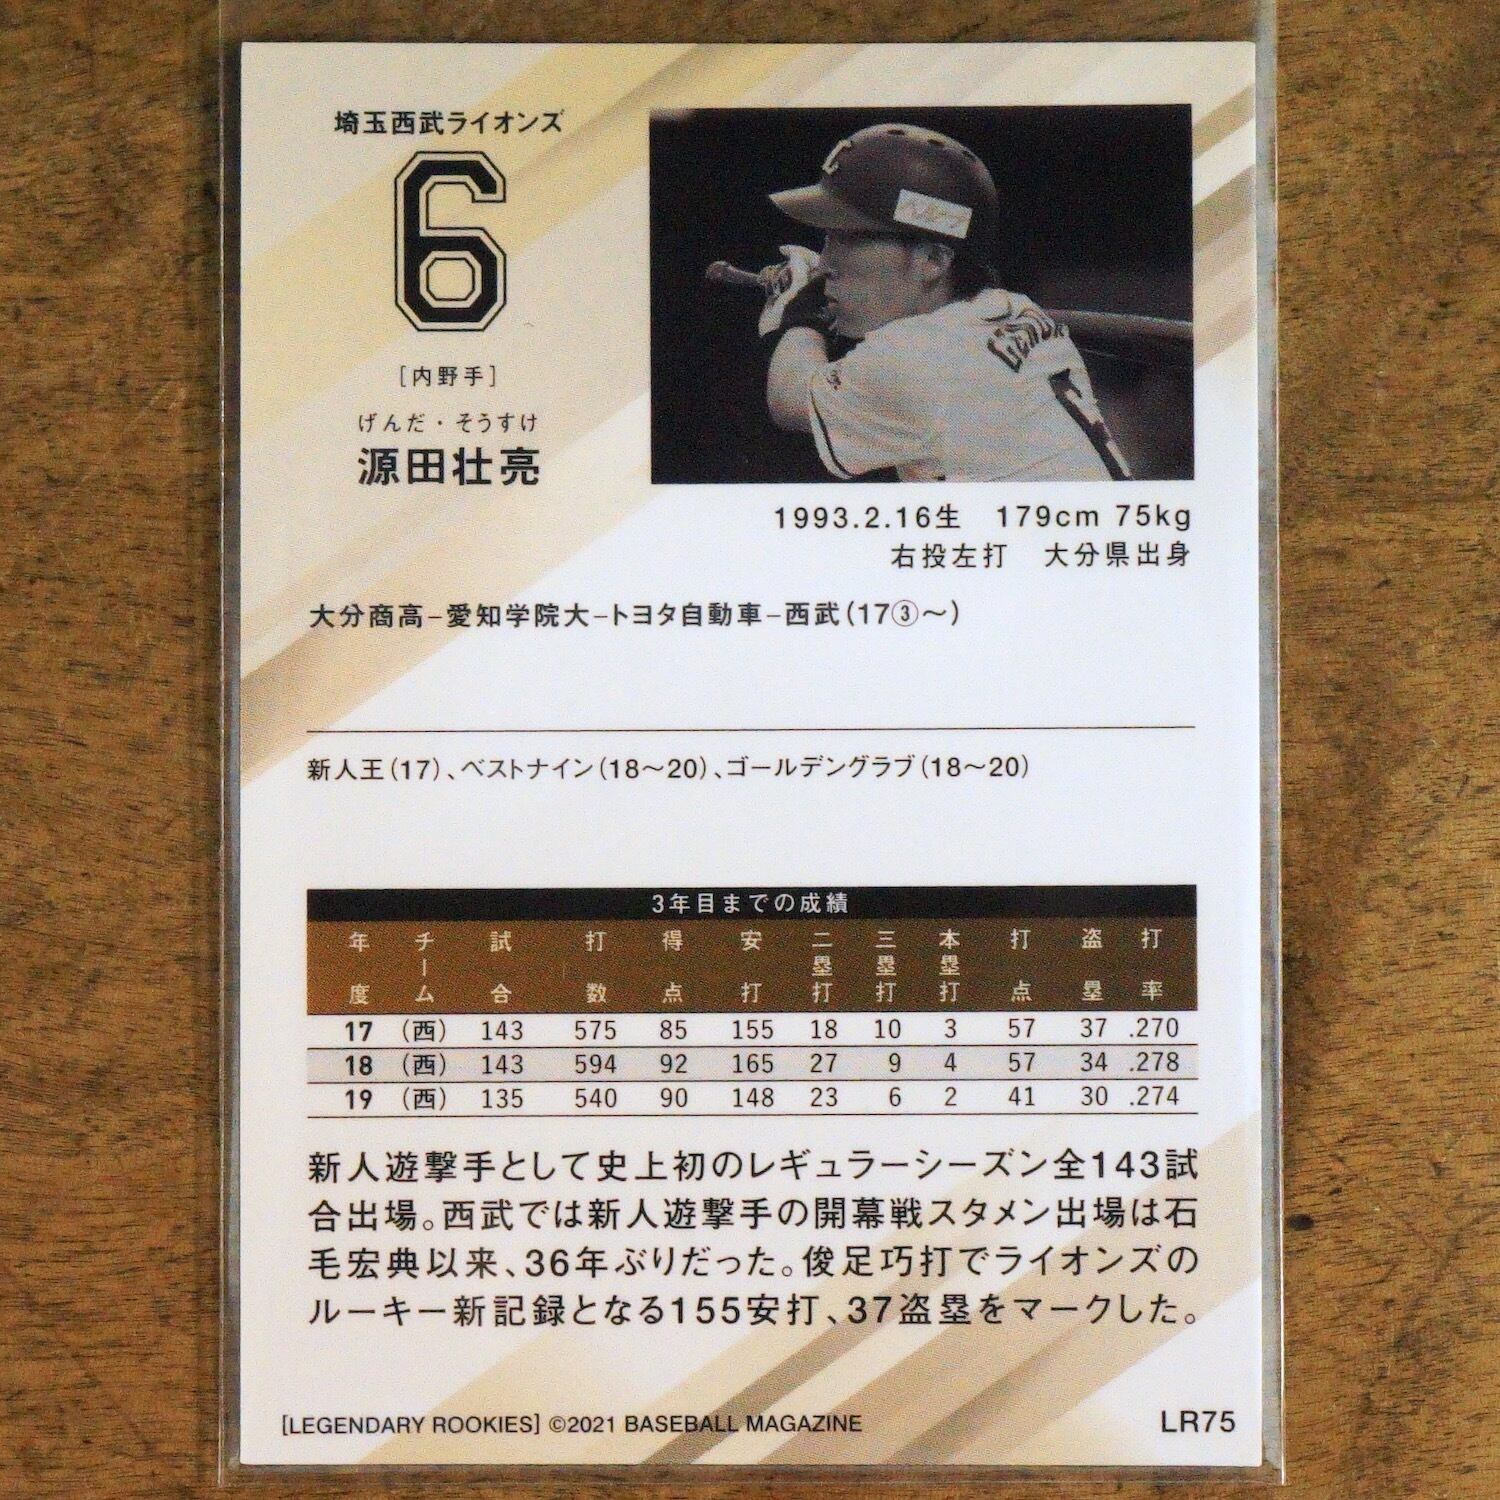 埼玉西武ライオンズ
6
[内野手]
げんだ・そうすけ
源田壮亮
GENDA
1993.2.16生 179cm 75kg
右投左打 大分県出身
大分商高−愛知学院大−トヨタ自動車−西武(17③〜)
新人王(17)、ベストナイン(18〜20)、ゴールデングラブ(18〜20)
3年目までの成績
年度 チーム 試合 打数 得点 安打 二塁打 三塁打 本塁打 打点 盗塁 打率
17 (西) 143 575 85 155 18 10 3 57 37 .270
18 (西) 143 594 92 165 27 9 4 57 34 .278
19 (西) 135 540 90 148 23 6 2 41 30 .274
新人遊撃手として史上初のレギュラーシーズン全143試
合出場。西武では新人遊撃手の開幕戦スタメン出場は石
毛宏典以来、36年ぶりだった。俊足巧打でライオンズの
ルーキー新記録となる155安打、37盗塁をマークした。
[LEGENDARY ROOKIES] ©2021 BASEBALL MAGAZINE
LR75